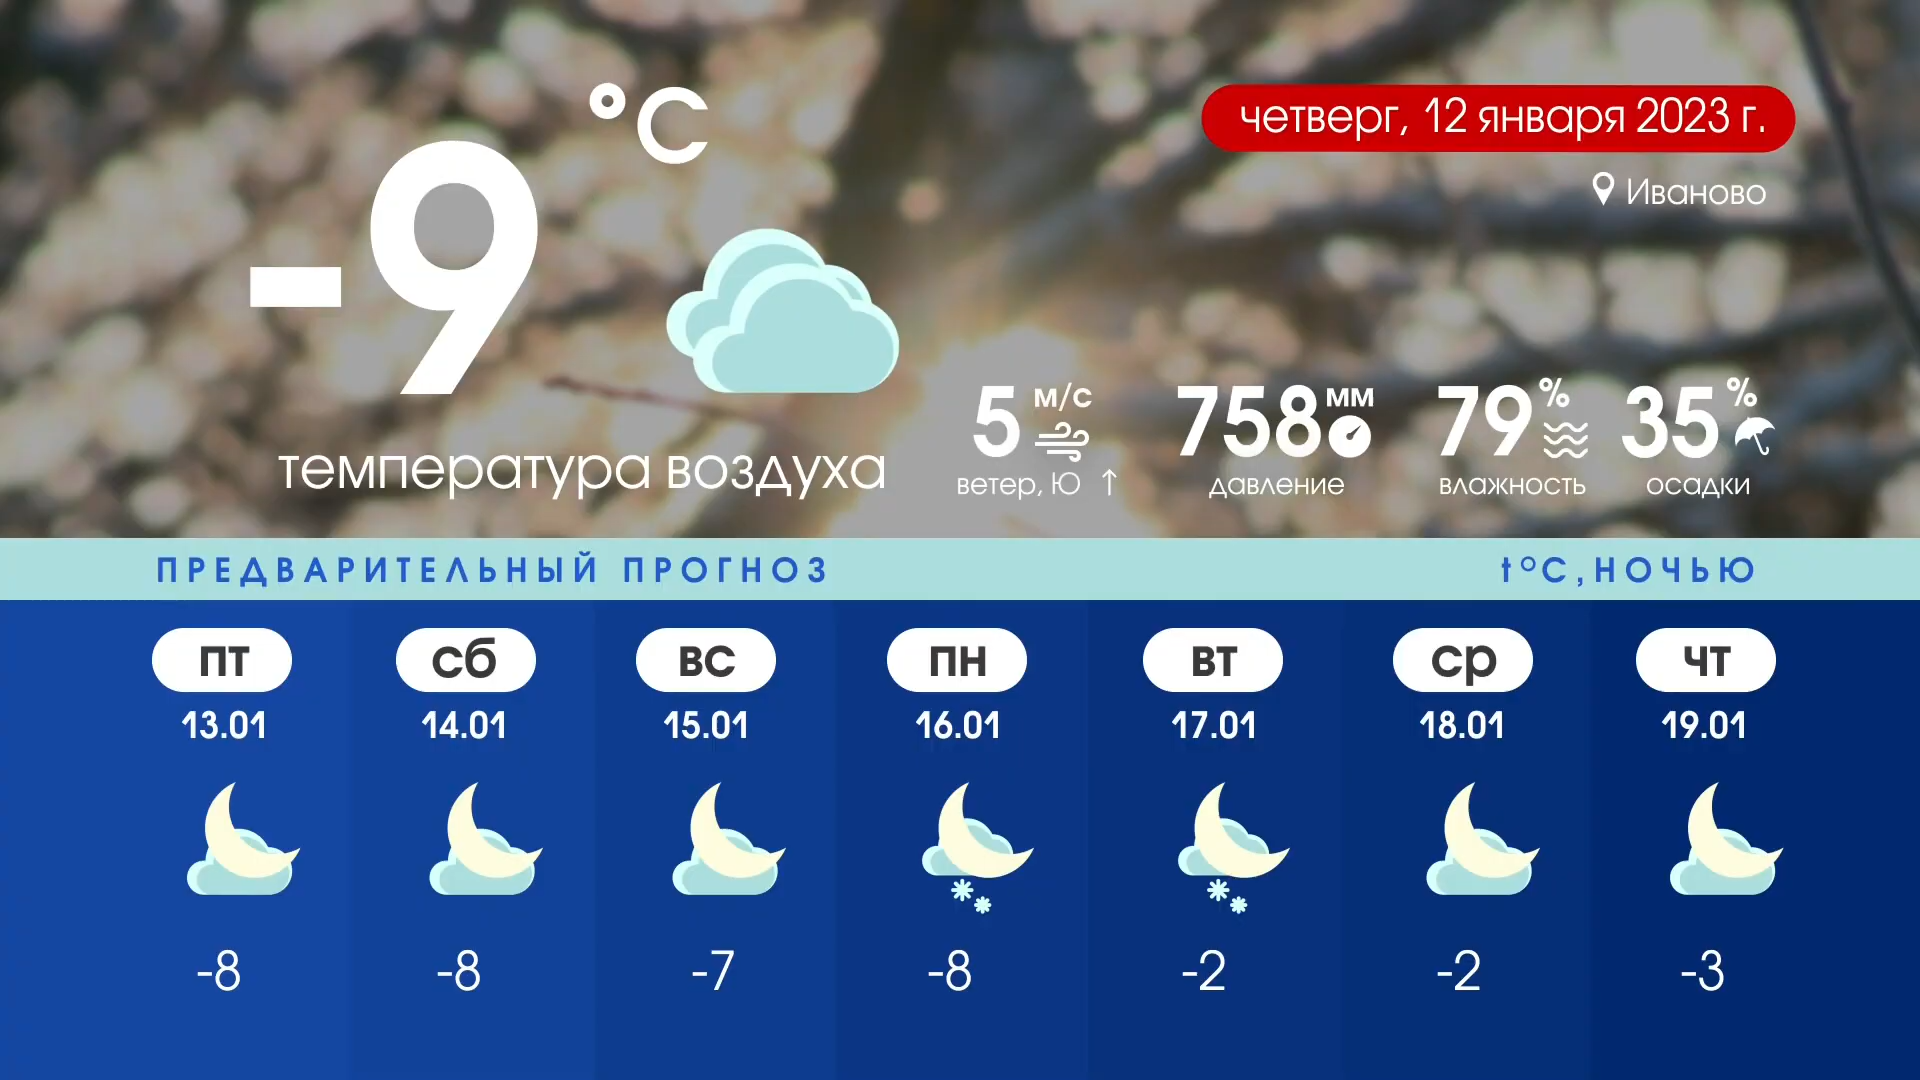 °C
-9
четверг, 12 января 2023 г.
Иваново
температура воздуха
5 м/с
ветер, Ю ↑
758 мм
давление
79 %
влажность
35 %
осадки
ПРЕДВАРИТЕЛЬНЫЙ ПРОГНОЗ
t°C, НОЧЬЮ
пт сб вс пн вт ср чт
13.01 14.01 15.01 16.01 17.01 18.01 19.01
-8 -8 -7 -8 -2 -2 -3